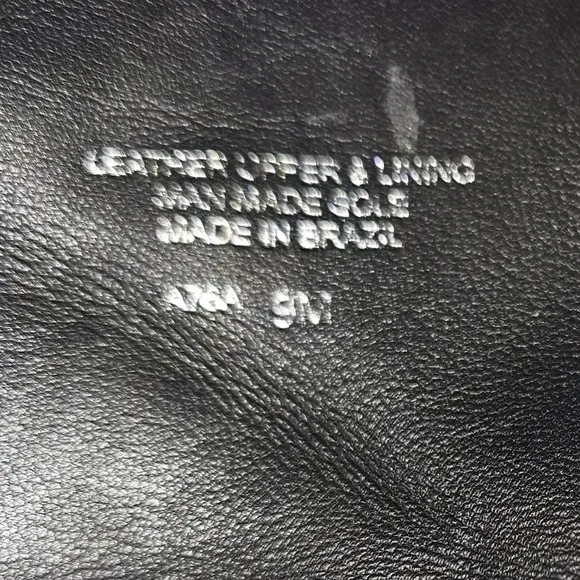 LEATHER UPPER & LINING
MAN MADE SOLE
MADE IN BRAZIL
A76A 9M